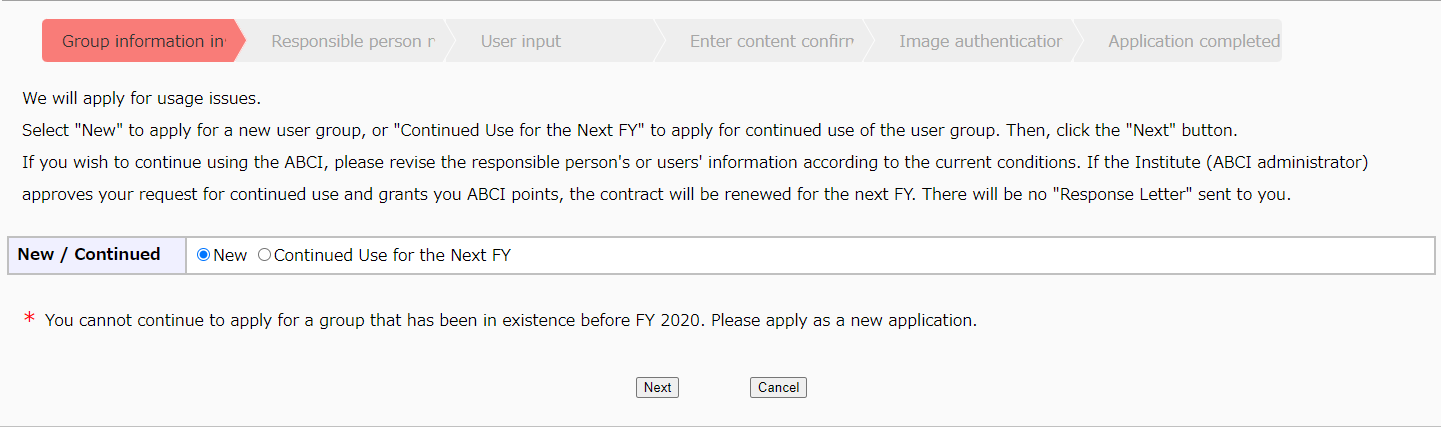 Group information in
Responsible person
User input
Enter content
Image
Application completed
We will apply for usage issues.
Select "New" to apply for a new user group, or "Continued Use for the Next FY" to apply for continued use of the user group. Then, click the "Next" button.
If you wish to continue using the ABCI, please revise the responsible person's or users' information according to the current conditions. If the Institute (ABCI administrator)
approves your request for continued use and grants you ABCI points, the contract will be renewed for the next FY. There will be no "Response Letter" sent to you.
New / Continued New Continued Use for the Next FY
* You cannot continue to apply for a group that has been in existence before FY 2020. Please apply as a new application.
Next Cancel